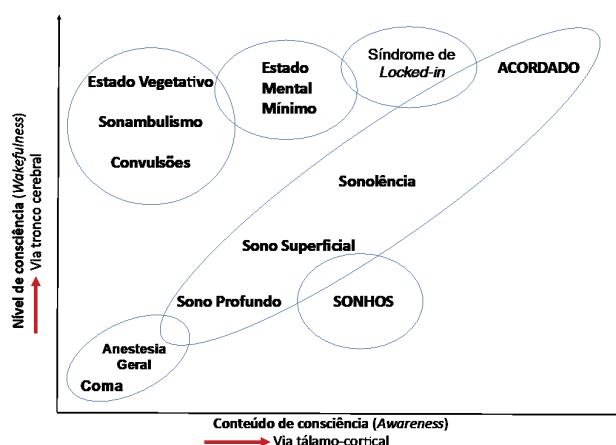 Síndrome de
Locked-in
ACORDADO
Estado
Mental
Mínimo
Estado Vegetativo
Sonambulismo
Convulsões
Sonolência
Sono Superficial
Sono Profundo
SONHOS
Anestesia
Geral
Coma
Nível de consciência (Wakefulness)
Via tronco cerebral
Conteúdo de consciência (Awareness)
Via tálamo-cortical